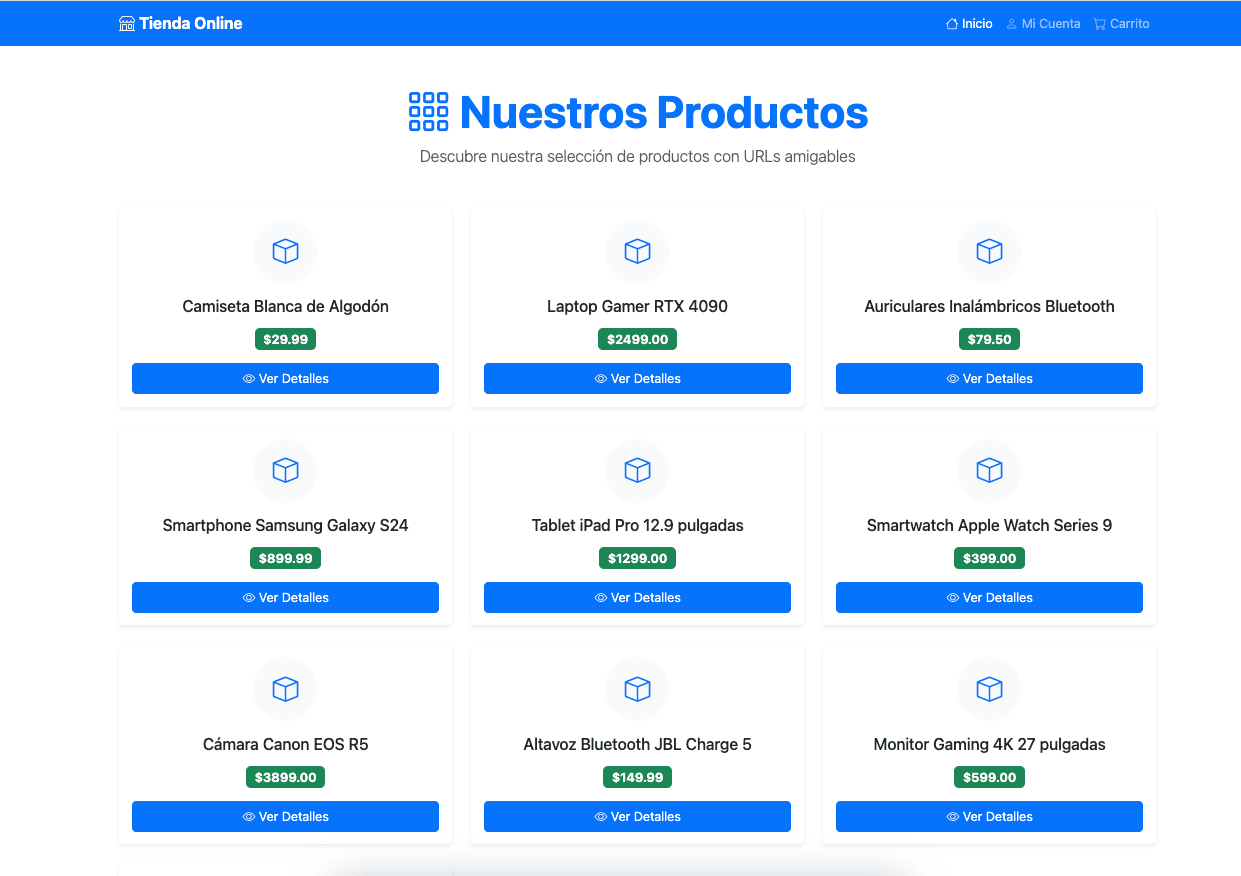 Tienda Online
Inicio Mi Cuenta Carrito
Nuestros Productos
Descubre nuestra selección de productos con URLs amigables
Camiseta Blanca de Algodón
$29.99
Ver Detalles
Laptop Gamer RTX 4090
$2499.00
Ver Detalles
Auriculares Inalámbricos Bluetooth
$79.50
Ver Detalles
Smartphone Samsung Galaxy S24
$899.99
Ver Detalles
Tablet iPad Pro 12.9 pulgadas
$1299.00
Ver Detalles
Smartwatch Apple Watch Series 9
$399.00
Ver Detalles
Cámara Canon EOS R5
$3899.00
Ver Detalles
Altavoz Bluetooth JBL Charge 5
$149.99
Ver Detalles
Monitor Gaming 4K 27 pulgadas
$599.00
Ver Detalles